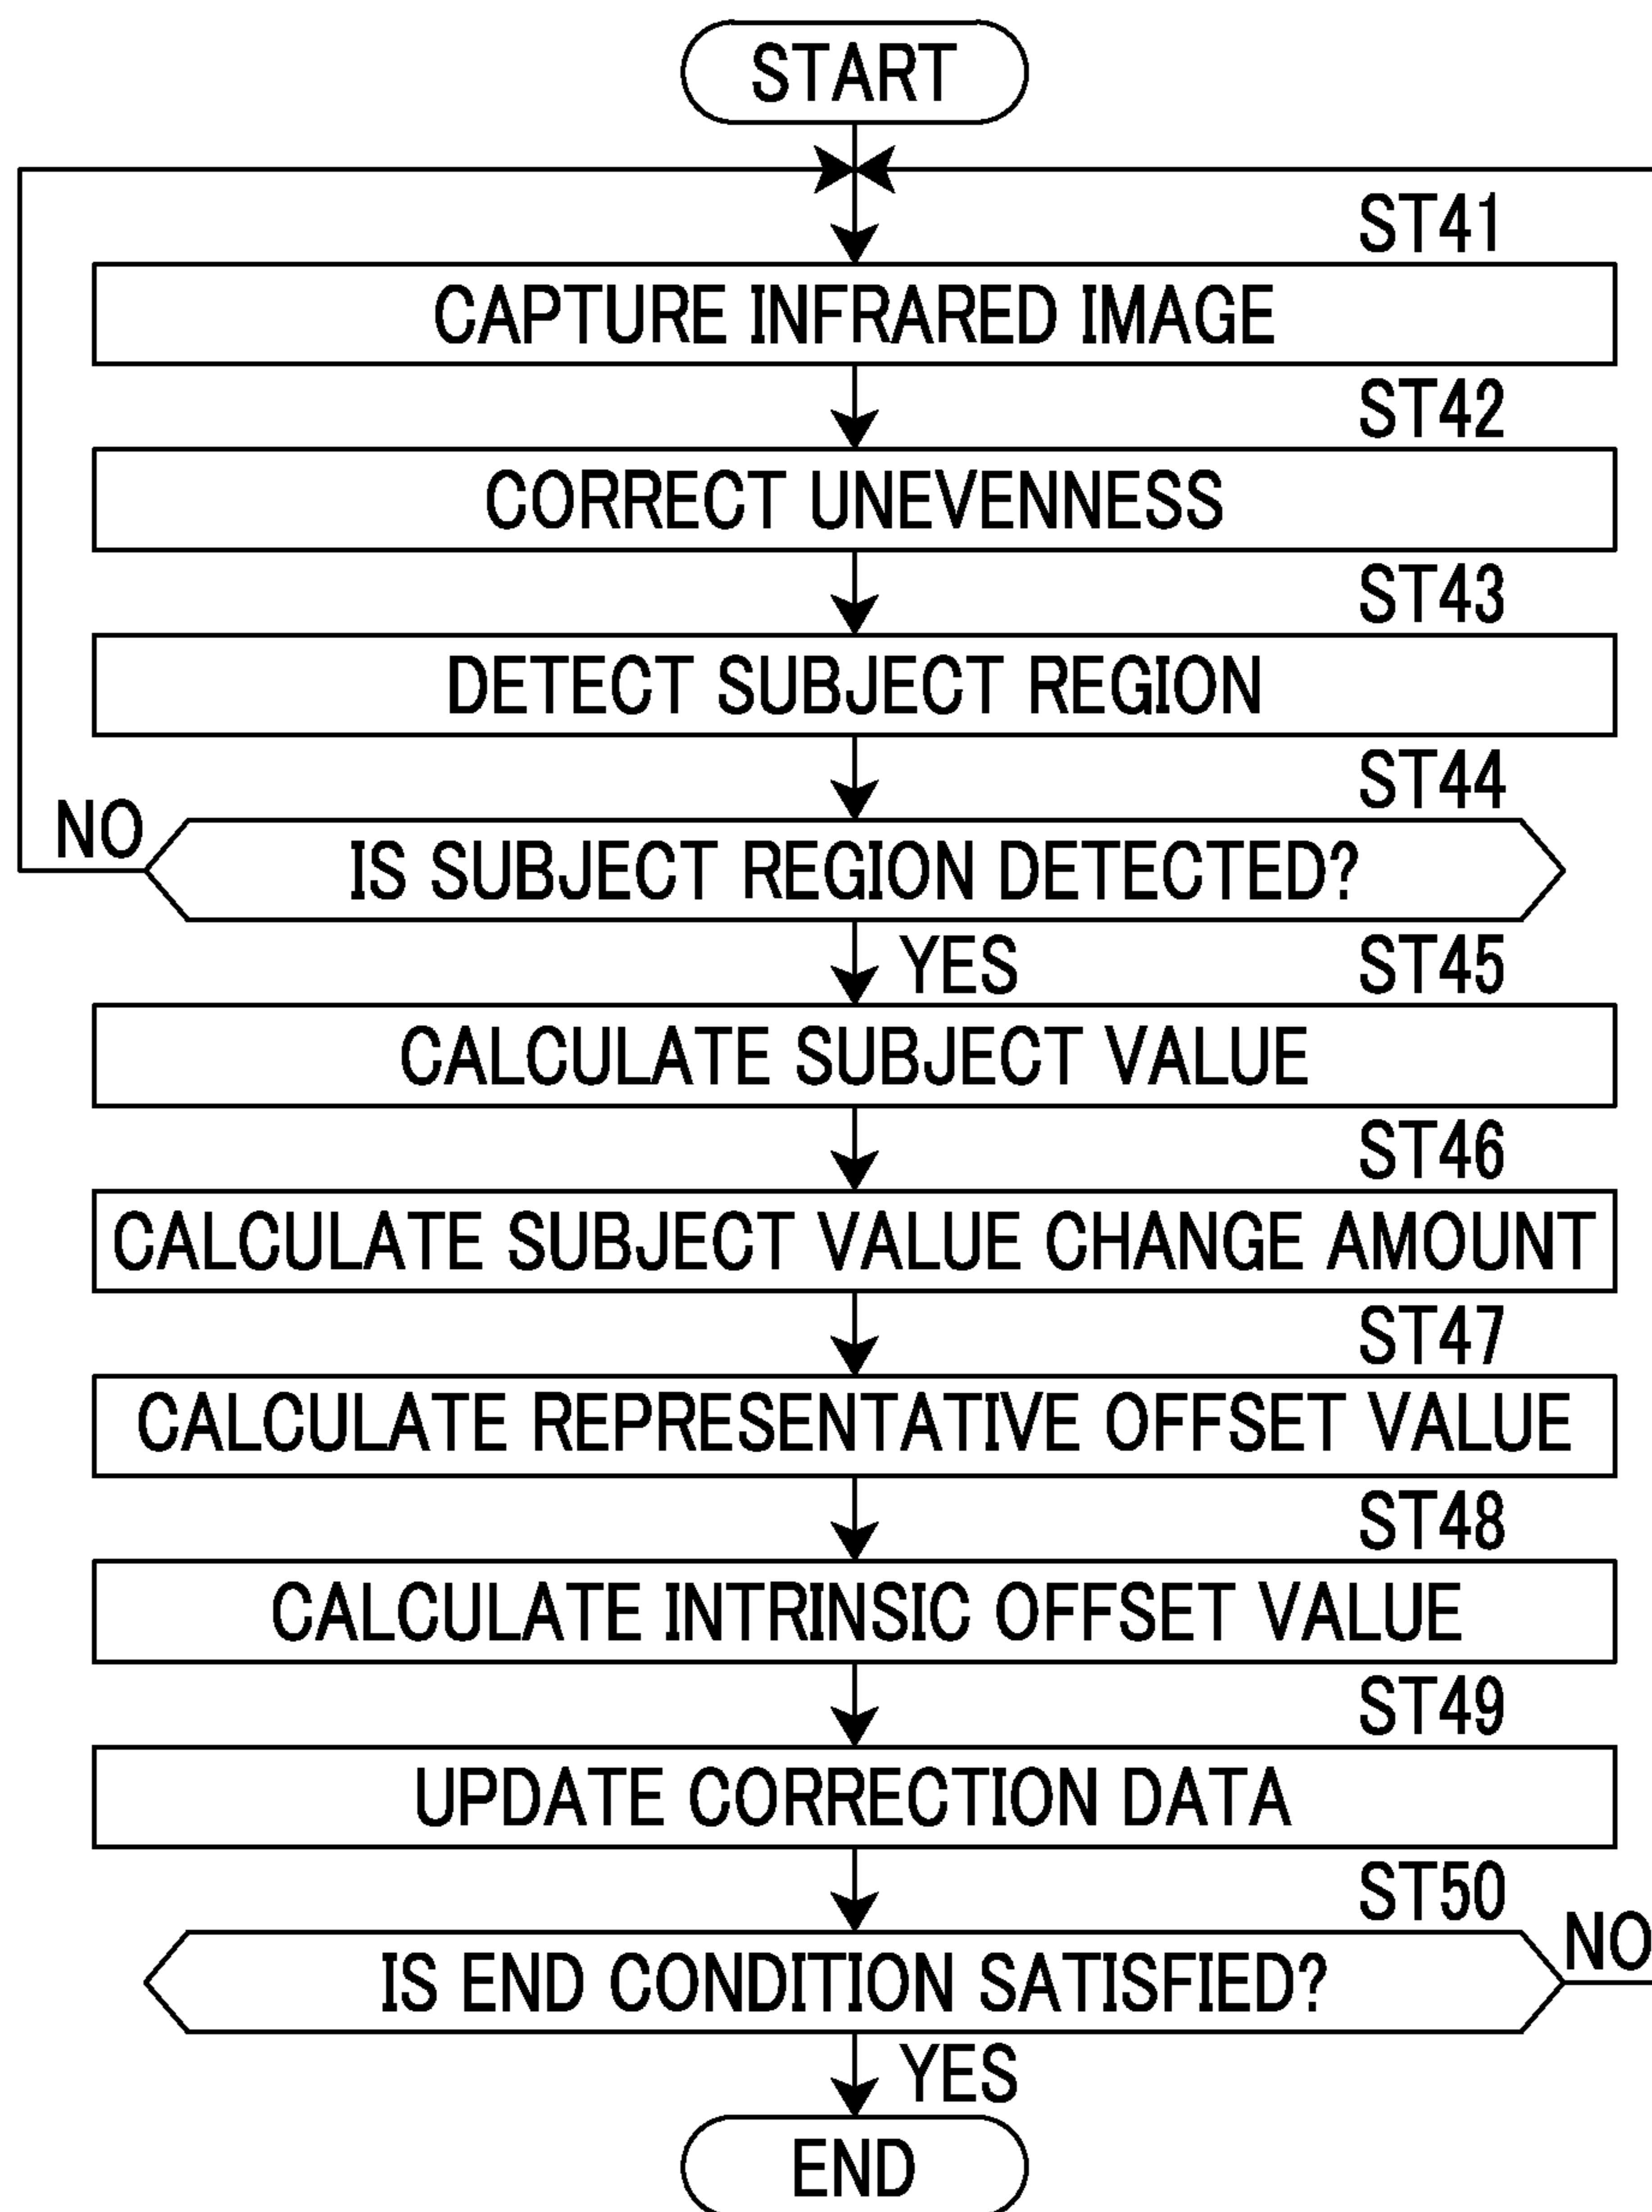 START
ST41
CAPTURE INFRARED IMAGE
ST42
CORRECT UNEVENNESS
ST43
DETECT SUBJECT REGION
ST44
NO
IS SUBJECT REGION DETECTED?
YES
ST45
CALCULATE SUBJECT VALUE
ST46
CALCULATE SUBJECT VALUE CHANGE AMOUNT
ST47
CALCULATE REPRESENTATIVE OFFSET VALUE
ST48
CALCULATE INTRINSIC OFFSET VALUE
ST49
UPDATE CORRECTION DATA
ST50
IS END CONDITION SATISFIED?
NO
YES
END